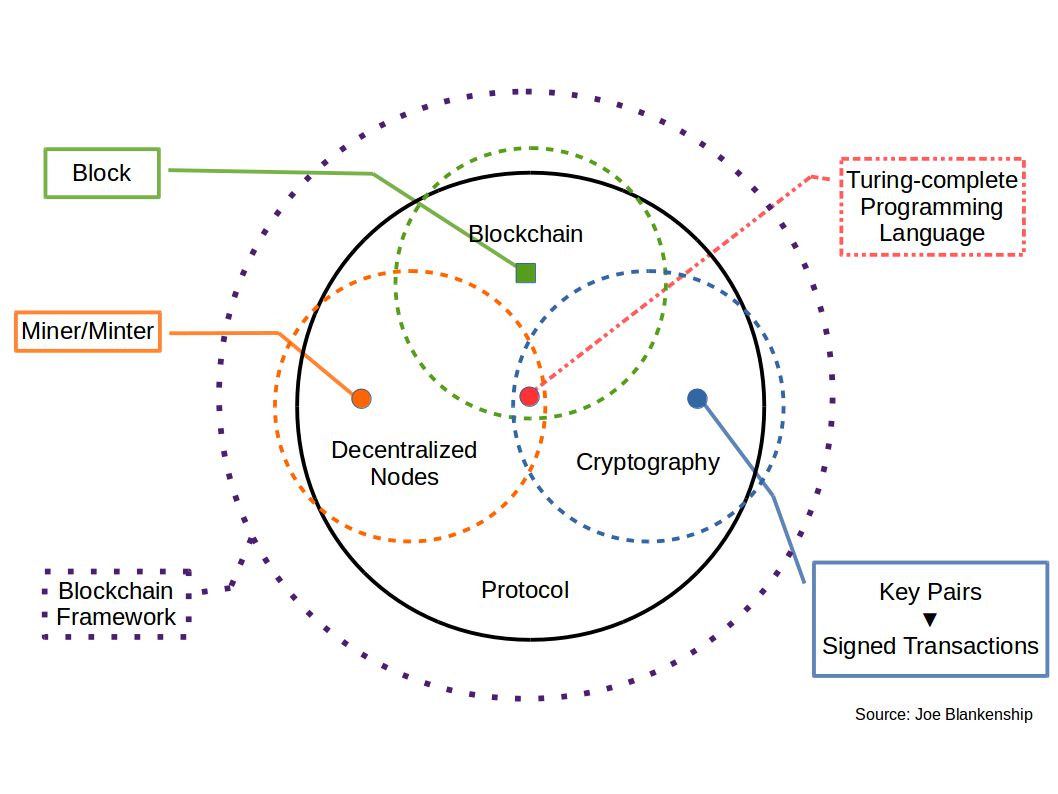 Block
Turing-complete
Programming
Language
Blockchain
Miner/Minter
Decentralized
Nodes
Cryptography
Blockchain
Framework
Protocol
Key Pairs
▼
Signed Transactions
Source: Joe Blankenship